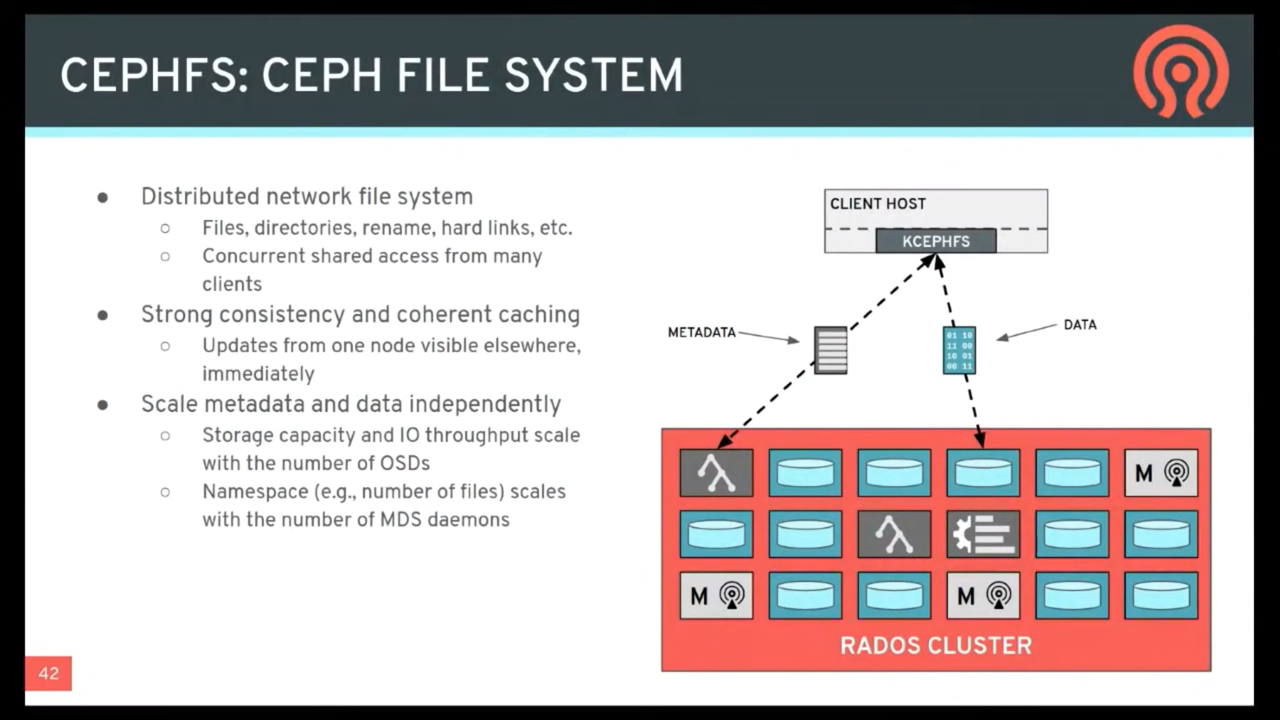 CEPHFS: CEPH FILE SYSTEM
● Distributed network file system
○ Files, directories, rename, hard links, etc.
○ Concurrent shared access from many
clients
● Strong consistency and coherent caching
○ Updates from one node visible elsewhere,
immediately
● Scale metadata and data independently
○ Storage capacity and IO throughput scale
with the number of OSDs
○ Namespace (e.g., number of files) scales
with the number of MDS daemons
CLIENT HOST
KCEPHFS
METADATA
DATA
01 10
11 00
10 01
00 11
M
M
M
RADOS CLUSTER
42